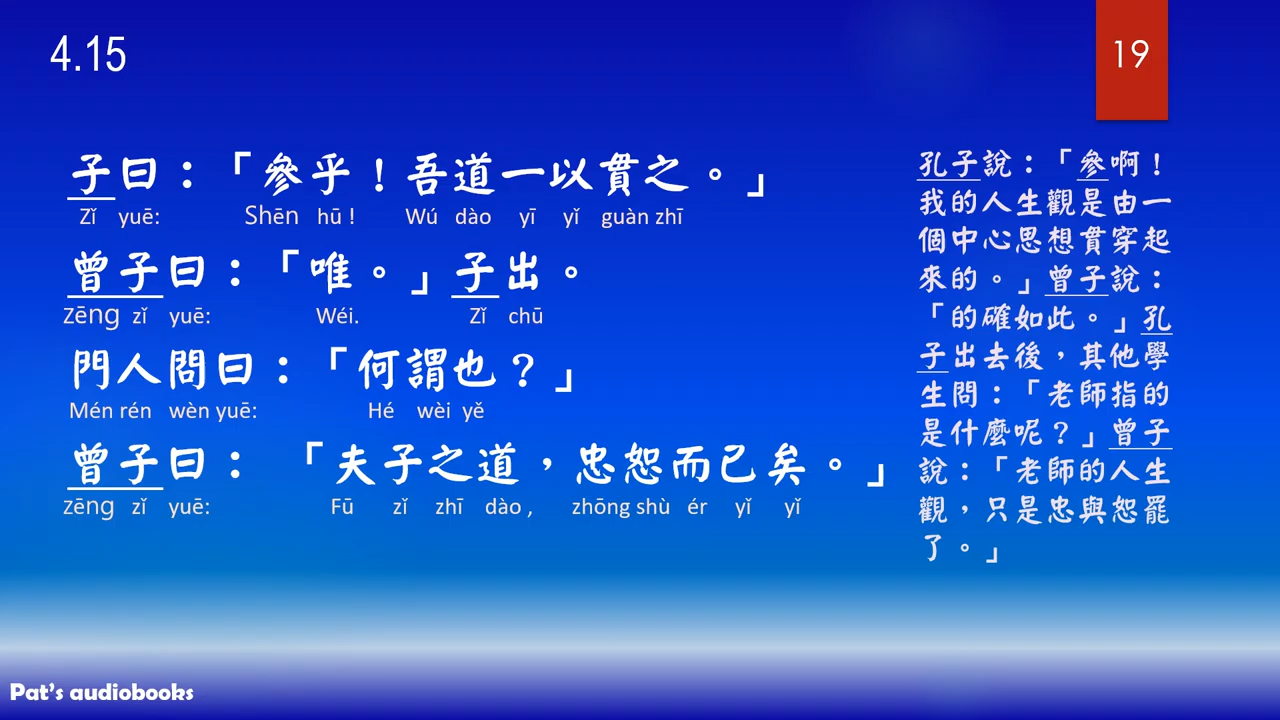 4.15
19
子曰：「參乎！吾道一以貫之。」
Zǐ yuē: Shēn hū ! Wú dào yī yǐ guàn zhī
曾子曰：「唯。」子出。
Zēng zǐ yuē: Wéi. Zǐ chū
門人問曰：「何謂也？」
Mén rén wèn yuē: Hé wèi yě
曾子曰： 「夫子之道，忠恕而已矣。」
zēng zǐ yuē: Fū zǐ zhī dào , zhōng shù ér yǐ yǐ
孔子說：「參啊！
我的人生觀是由一
個中心思想貫穿起
來的。」曾子說：
「的確如此。」孔
子出去後，其他學
生問：「老師指的
是什麼呢？」曾子
說：「老師的人生
觀，只是忠與恕罷
了。」
Pat's audiobooks